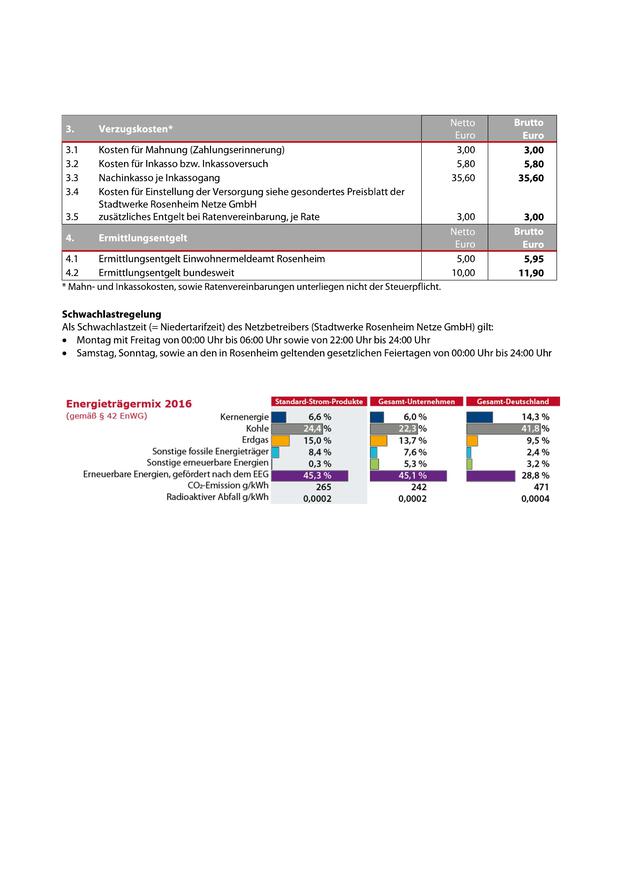 3. Verzugskosten* Netto Euro Brutto Euro
3.1 Kosten für Mahnung (Zahlungserinnerung) 3,00 3,00
3.2 Kosten für Inkasso bzw. Inkassoversuch 5,80 5,80
3.3 Nachinkasso je Inkassogang 35,60 35,60
3.4 Kosten für Einstellung der Versorgung siehe gesondertes Preisblatt der
Stadtwerke Rosenheim Netze GmbH
3.5 zusätzliches Entgelt bei Ratenvereinbarung, je Rate 3,00 3,00
4. Ermittlungsentgelt Netto Euro Brutto Euro
4.1 Ermittlungsentgelt Einwohnermeldeamt Rosenheim 5,00 5,95
4.2 Ermittlungsentgelt bundesweit 10,00 11,90
* Mahn- und Inkassokosten, sowie Ratenvereinbarungen unterliegen nicht der Steuerpflicht.
Schwachlastregelung
Als Schwachlastzeit (= Niedertarifzeit) des Netzbetreibers (Stadtwerke Rosenheim Netze GmbH) gilt:
• Montag mit Freitag von 00:00 Uhr bis 06:00 Uhr sowie von 22:00 Uhr bis 24:00 Uhr
• Samstag, Sonntag, sowie an den in Rosenheim geltenden gesetzlichen Feiertagen von 00:00 Uhr bis 24:00 Uhr
Energieträgermix 2016
(gemäß § 42 EnWG)
Standard-Strom-Produkte Gesamt-Unternehmen Gesamt-Deutschland
Kernenergie 6,6 % 6,0 % 14,3 %
Kohle 24,4 % 22,3 % 41,8 %
Erdgas 15,0 % 13,7 % 9,5 %
Sonstige fossile Energieträger 8,4 % 7,6 % 2,4 %
Sonstige erneuerbare Energien 0,3 % 5,3 % 3,2 %
Erneuerbare Energien, gefördert nach dem EEG 45,3 % 45,1 % 28,8 %
CO₂-Emission g/kWh 265 242 471
Radioaktiver Abfall g/kWh 0,0002 0,0002 0,0004